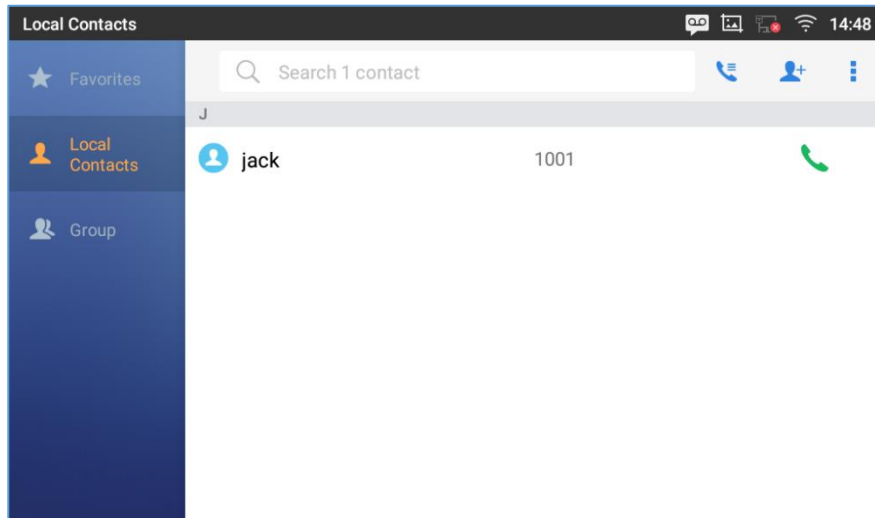 Local Contacts
14:48
Favorites
Search 1 contact
J
Local
Contacts
jack
1001
Group